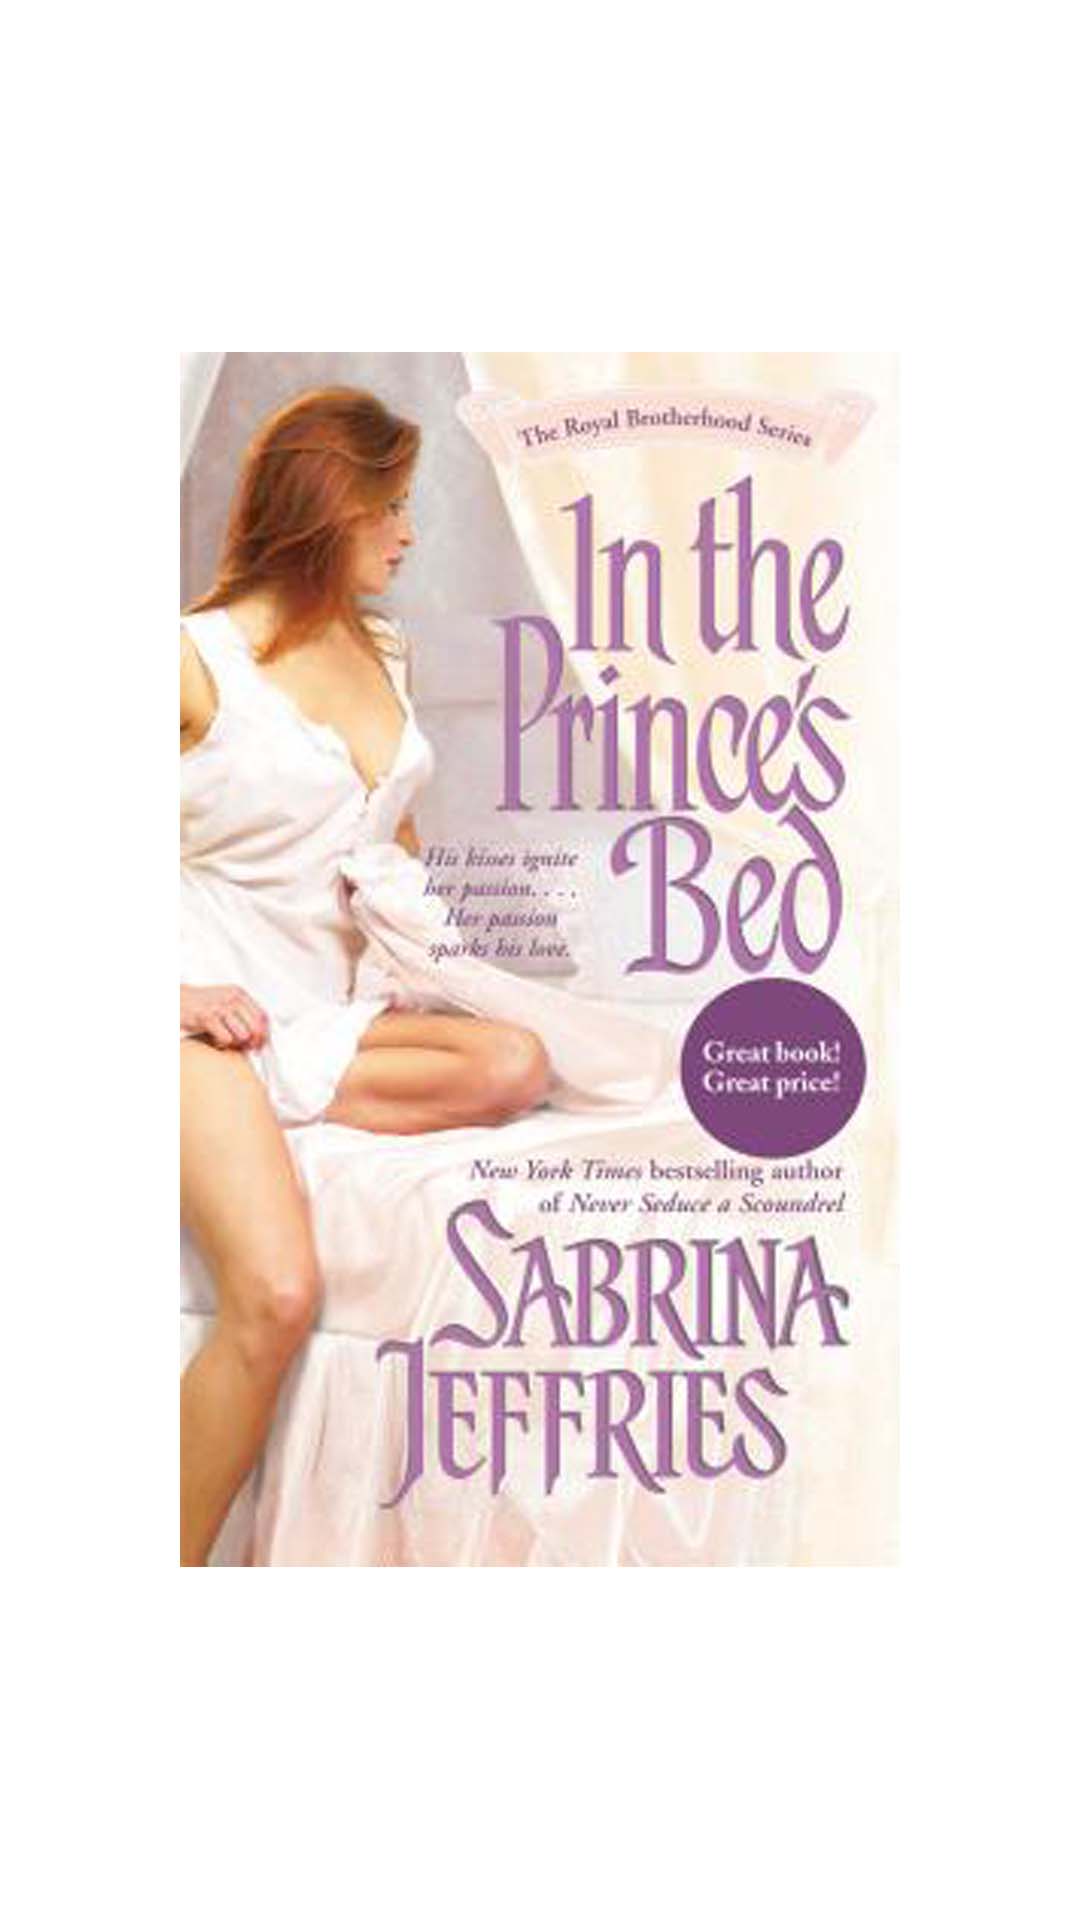 The Royal Brotherhood Series
In the
Prince's
Bed
His kisses ignite
her passion. . . .
Her passion
sparks his love.
Great book!
Great price!
New York Times bestselling author
of Never Seduce a Scoundrel
SABRINA
JEFFRIES